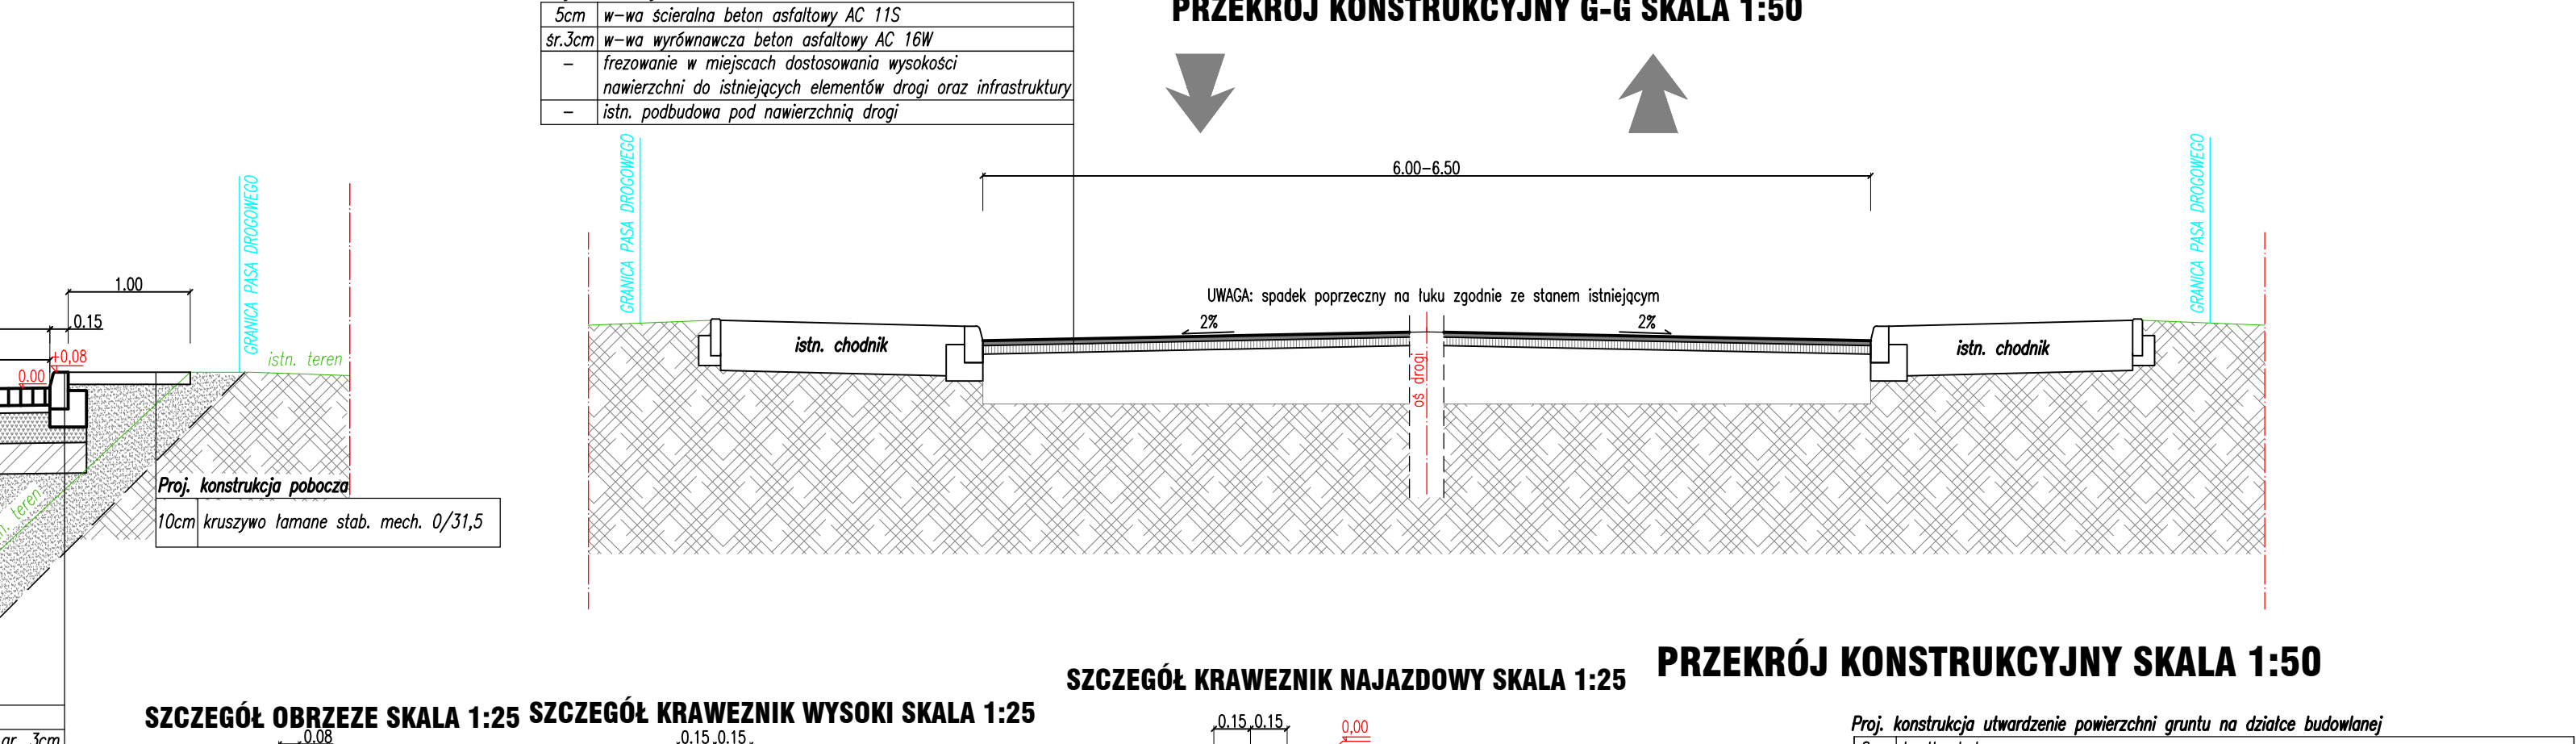 PRZEKRÓJ KONSTRUKCYJNY G-G SKALA 1:50
5cm w-wa ścieralna beton asfaltowy AC 11S
śr.3cm w-wa wyrównawcza beton asfaltowy AC 16W
- frezowanie w miejscach dostosowania wysokości
nawierzchni do istniejących elementów drogi oraz infrastruktury
- istn. podbudowa pod nawierzchnią drogi
GRANICA PASA DROGOWEGO
GRANICA PASA DROGOWEGO
GRANICA PASA DROGOWEGO
6.00-6.50
1.00
0.15
+0,08
0.00
istn. teren
UWAGA: spadek poprzeczny na łuku zgodnie ze stanem istniejącym
2%
2%
istn. chodnik
istn. chodnik
oś drogi
teren
Proj. konstrukcja pobocza
10cm kruszywo łamane stab. mech. 0/31,5
PRZEKRÓJ KONSTRUKCYJNY SKALA 1:50
SZCZEGÓŁ KRAWEZNIK NAJAZDOWY SKALA 1:25
SZCZEGÓŁ OBRZEZE SKALA 1:25
SZCZEGÓŁ KRAWEZNIK WYSOKI SKALA 1:25
gr. 3cm
0.08
0.15 0.15
0.15 0.15
0,00
Proj. konstrukcja utwardzenie powierzchni gruntu na działce budowlanej